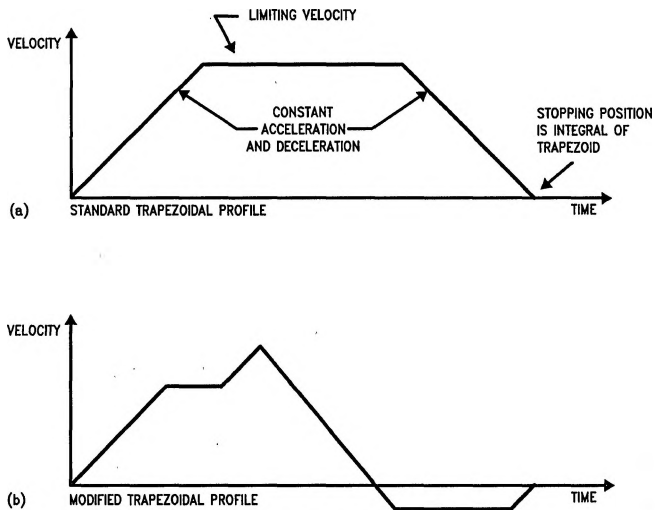 LIMITING VELOCITY
VELOCITY
CONSTANT
ACCELERATION
AND DECELERATION
STOPPING POSITION
IS INTEGRAL OF
TRAPEZOID
(a)
STANDARD TRAPEZOIDAL PROFILE
TIME
VELOCITY
(b)
MODIFIED TRAPEZOIDAL PROFILE
TIME